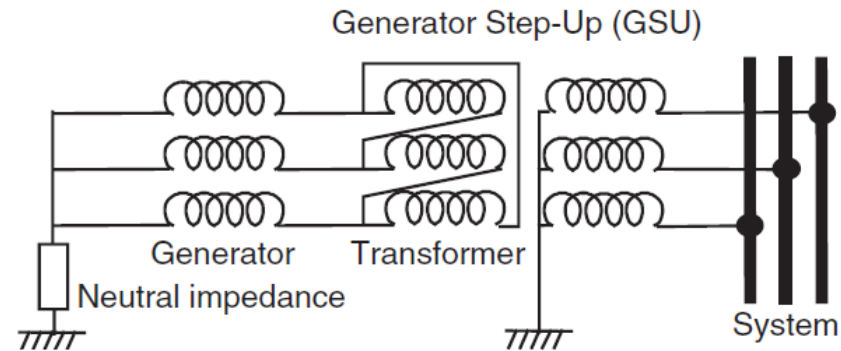 Generator Step-Up (GSU)
Generator
Transformer
Neutral impedance
System